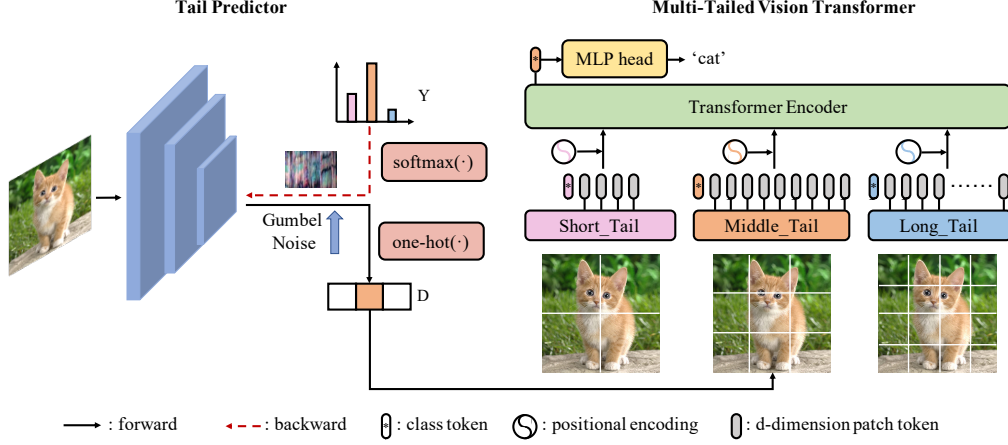 Tail Predictor
Multi-Tailed Vision Transformer
* MLP head 'cat'
Transformer Encoder
Y
softmax(·)
Gumbel
Noise
one-hot(·)
D
* * *
Short_Tail Middle_Tail Long_Tail
: forward : backward * : class token : positional encoding : d-dimension patch token